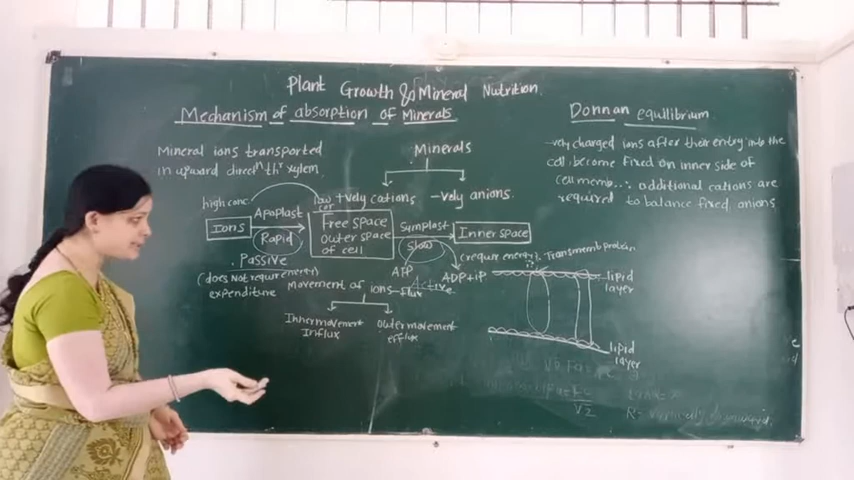 Plant Growth & Mineral Nutrition
Mechanism of absorption of Minerals
Mineral ions transported
in upward direcn thr xylem
Minerals
+vely cations
-vely anions.
high conc.
low
Ions
Apoplast
Rapid
Free space
outer space
of cell
Symplast
slow
Inner space
Passive
(does Not require energy)
expenditure
ATP
ADP+iP
Active
(require energy).
Movement of ions - flux
Inner movement
Influx
Outer movement
efflux
Donnan equilibrium
-vely charged ions after their entry into the
cell become fixed on inner side of
cell memb. ∴ additional cations are
required to balance fixed anions
Transmemb protein
lipid
layer
lipid
layer
√2